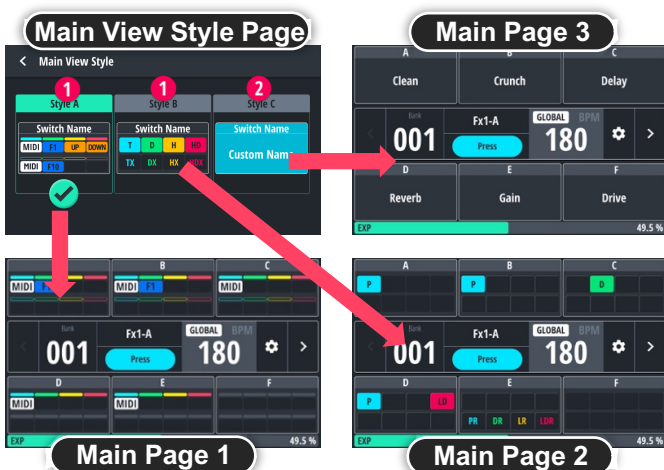 Main View Style Page
< Main View Style
1 1 2
Style A Style B Style C
Switch Name Switch Name Switch Name
MIDI F1 UP DOWN T D H HD
Custom Name
MIDI F10 TX DX HX HDX
Main Page 3
A B C
Clean Crunch Delay
Bank Fx1-A GLOBAL BPM
< 001 Press 180 >
D E F
Reverb Gain Drive
EXP 49.5 %
B C
MIDI MIDI F1 MIDI
Bank Fx1-A GLOBAL BPM
< 001 Press 180 >
D E F
MIDI MIDI
EXP 49.5 %
Main Page 1
A B C
P P D
Bank Fx1-A GLOBAL BPM
001 Press 180 >
D E F
P LD
PR DR LR LDR
EXP 49.5 %
Main Page 2